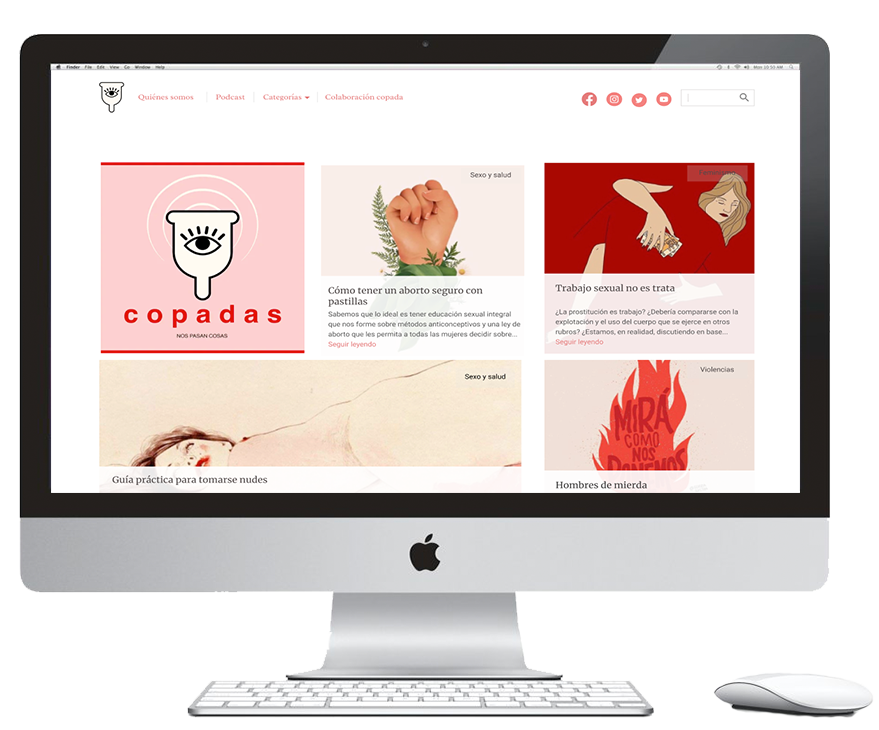 Finder File Edit View Go Window Help
Mon 10:53 AM
Quiénes somos
Podcast
Categorías
Colaboración copada
copadas
NOS PASAN COSAS
Sexo y salud
Cómo tener un aborto seguro con
pastillas
Sabemos que lo ideal es tener educación sexual integral
que nos forme sobre métodos anticonceptivos y una ley de
aborto que les permita a todas las mujeres decidir sobre...
Seguir leyendo
Trabajo sexual no es trata
¿La prostitución es trabajo? ¿Debería compararse con la
explotación y el uso del cuerpo que se ejerce en otros
rubros? ¿Estamos, en realidad, discutiendo en base...
Seguir leyendo
Sexo y salud
Guía práctica para tomarse nudes
Violencias
MIRÁ
CÓMO
NOS
PONEMOS
Hombres de mierda